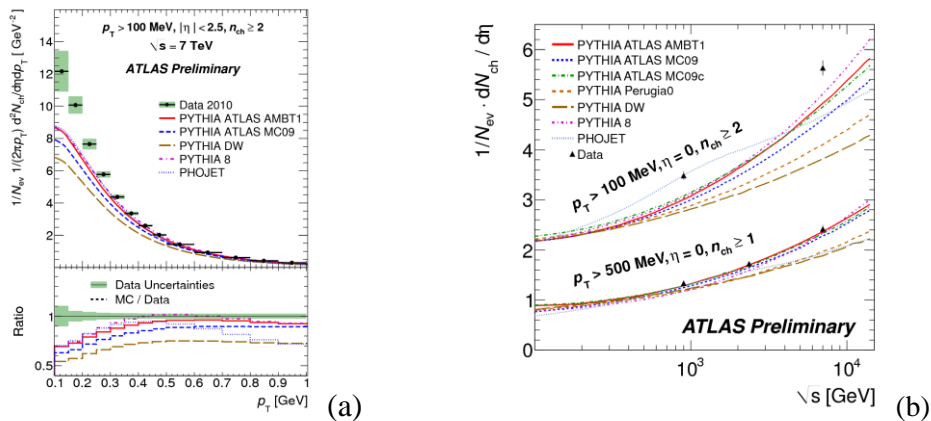 p_T > 100 MeV, |η| < 2.5, n_ch ≥ 2
√s = 7 TeV
ATLAS Preliminary
Data 2010
PYTHIA ATLAS AMBT1
PYTHIA ATLAS MC09
PYTHIA DW
PYTHIA 8
PHOJET
1/N_ev 1/(2πp_T) d²N_ch/dηdp_T [ GeV⁻² ]
14
12
10
8
6
4
2
Data Uncertainties
MC / Data
Ratio
1
0.5
0.1 0.2 0.3 0.4 0.5 0.6 0.7 0.8 0.9 1
p_T [GeV]
(a)
1/N_ev · dN_ch / dη
6
5
4
3
2
1
0
PYTHIA ATLAS AMBT1
PYTHIA ATLAS MC09
PYTHIA ATLAS MC09c
PYTHIA Perugia0
PYTHIA DW
PYTHIA 8
PHOJET
Data
p_T > 100 MeV, η = 0, n_ch ≥ 2
p_T > 500 MeV, η = 0, n_ch ≥ 1
ATLAS Preliminary
10³ 10⁴
√s [GeV]
(b)